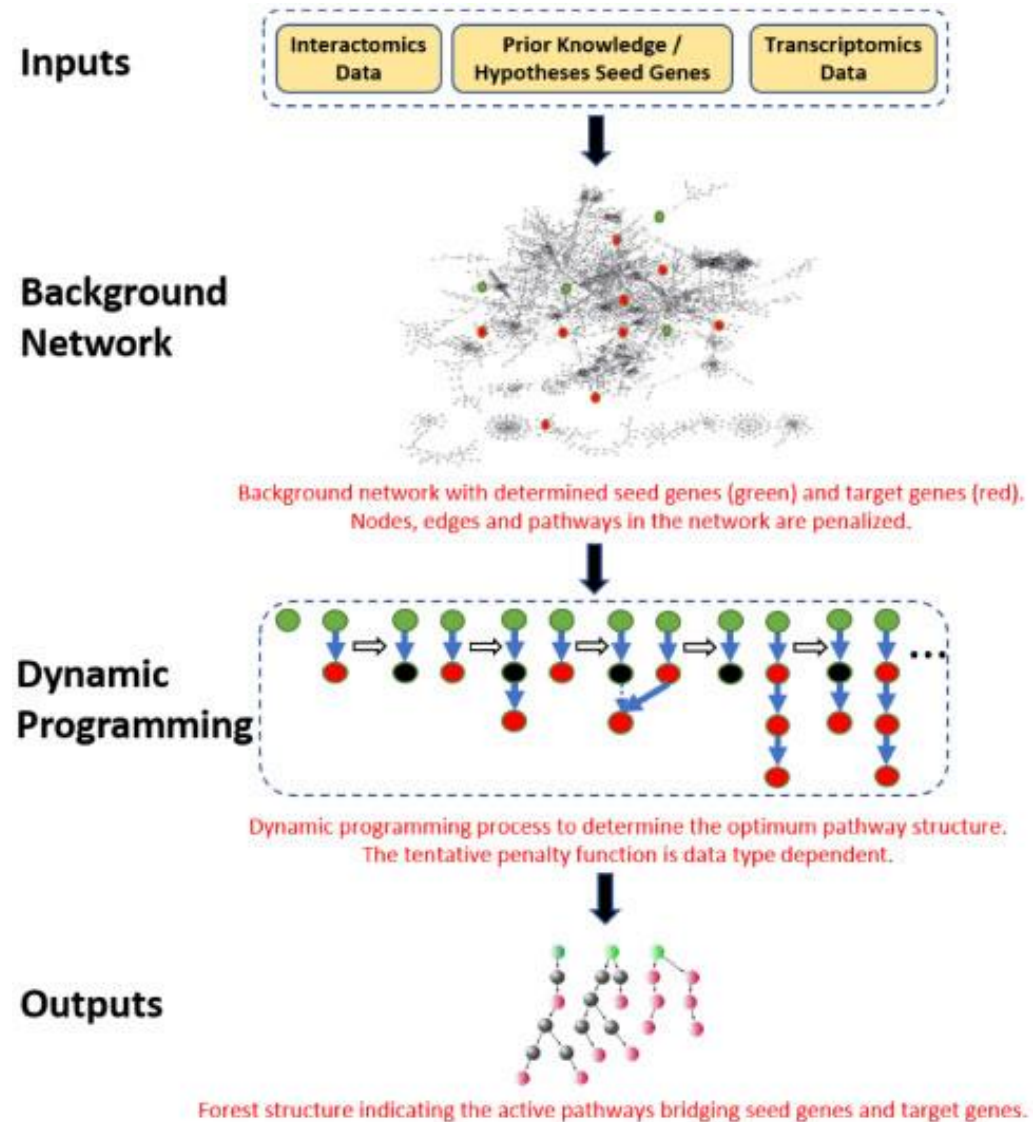 Inputs
Interactomics
Data
Prior Knowledge /
Hypotheses Seed Genes
Transcriptomics
Data
Background
Network
Background network with determined seed genes (green) and target genes (red).
Nodes, edges and pathways in the network are penalized.
Dynamic
Programming
...
Dynamic programming process to determine the optimum pathway structure.
The tentative penalty function is data type dependent.
Outputs
Forest structure indicating the active pathways bridging seed genes and target genes.